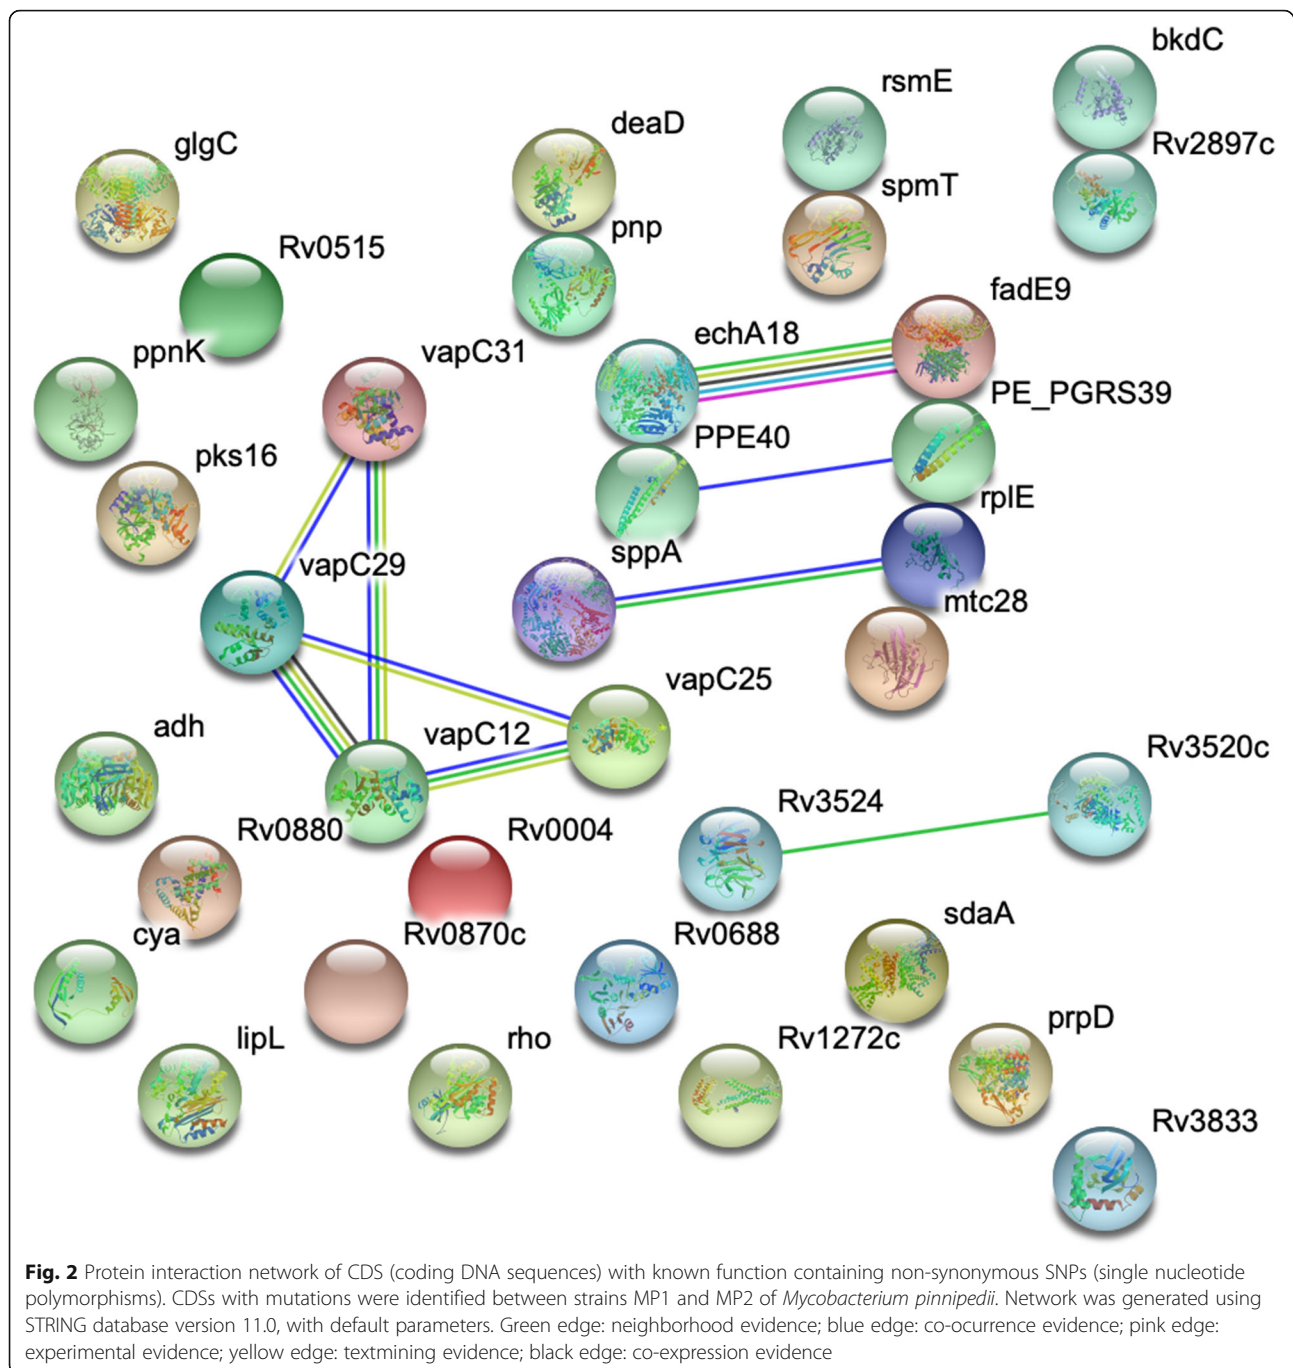 bkdC
rsmE
deaD
glgC
Rv2897c
spmT
pnp
Rv0515
fadE9
echA18
ppnK
vapC31
PE_PGRS39
PPE40
pks16
rplE
sppA
vapC29
mtc28
vapC25
adh
vapC12
Rv3520c
Rv3524
Rv0880
Rv0004
sdaA
cya
Rv0870c
Rv0688
prpD
lipL
rho
Rv1272c
Rv3833
Fig. 2 Protein interaction network of CDS (coding DNA sequences) with known function containing non-synonymous SNPs (single nucleotide
polymorphisms). CDSs with mutations were identified between strains MP1 and MP2 of Mycobacterium pinnipedii. Network was generated using
STRING database version 11.0, with default parameters. Green edge: neighborhood evidence; blue edge: co-ocurrence evidence; pink edge:
experimental evidence; yellow edge: textmining evidence; black edge: co-expression evidence